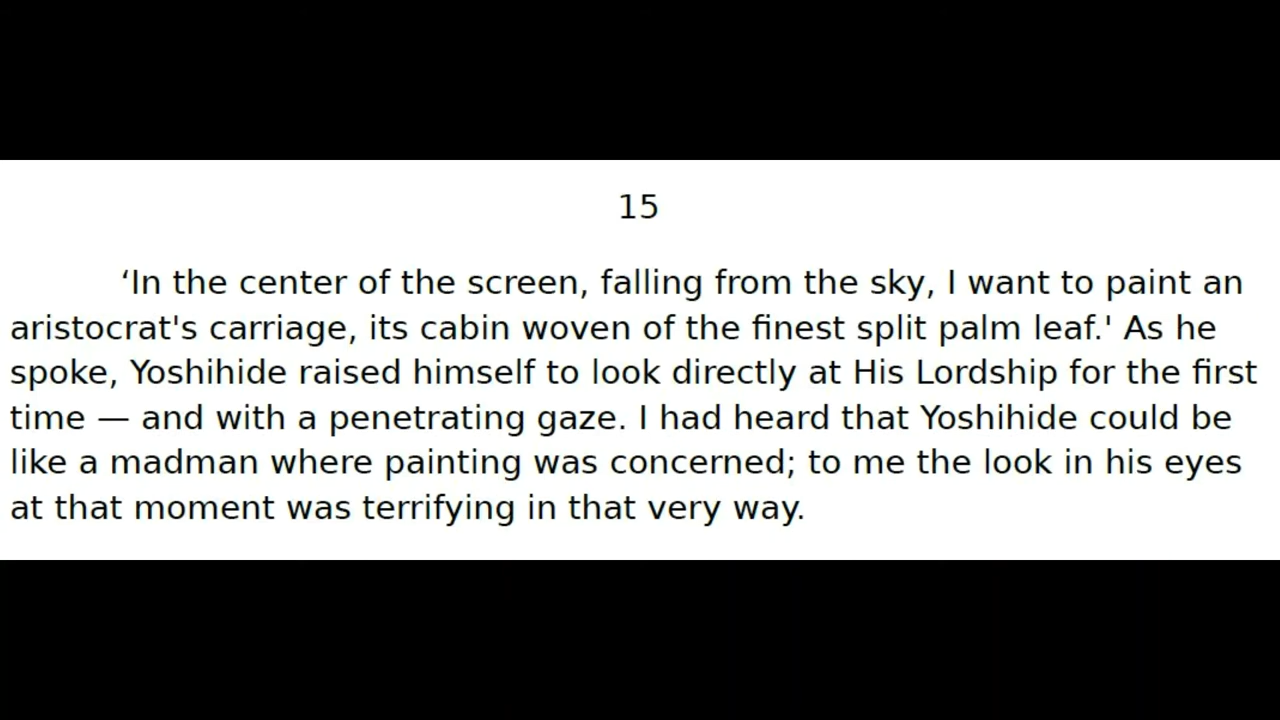 15
‘In the center of the screen, falling from the sky, I want to paint an
aristocrat's carriage, its cabin woven of the finest split palm leaf.' As he
spoke, Yoshihide raised himself to look directly at His Lordship for the first
time — and with a penetrating gaze. I had heard that Yoshihide could be
like a madman where painting was concerned; to me the look in his eyes
at that moment was terrifying in that very way.